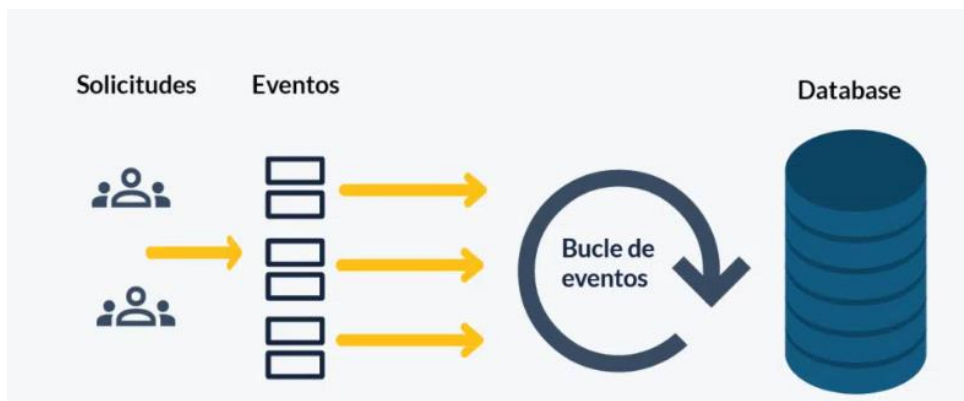 Solicitudes
Eventos
Database
Bucle de
eventos